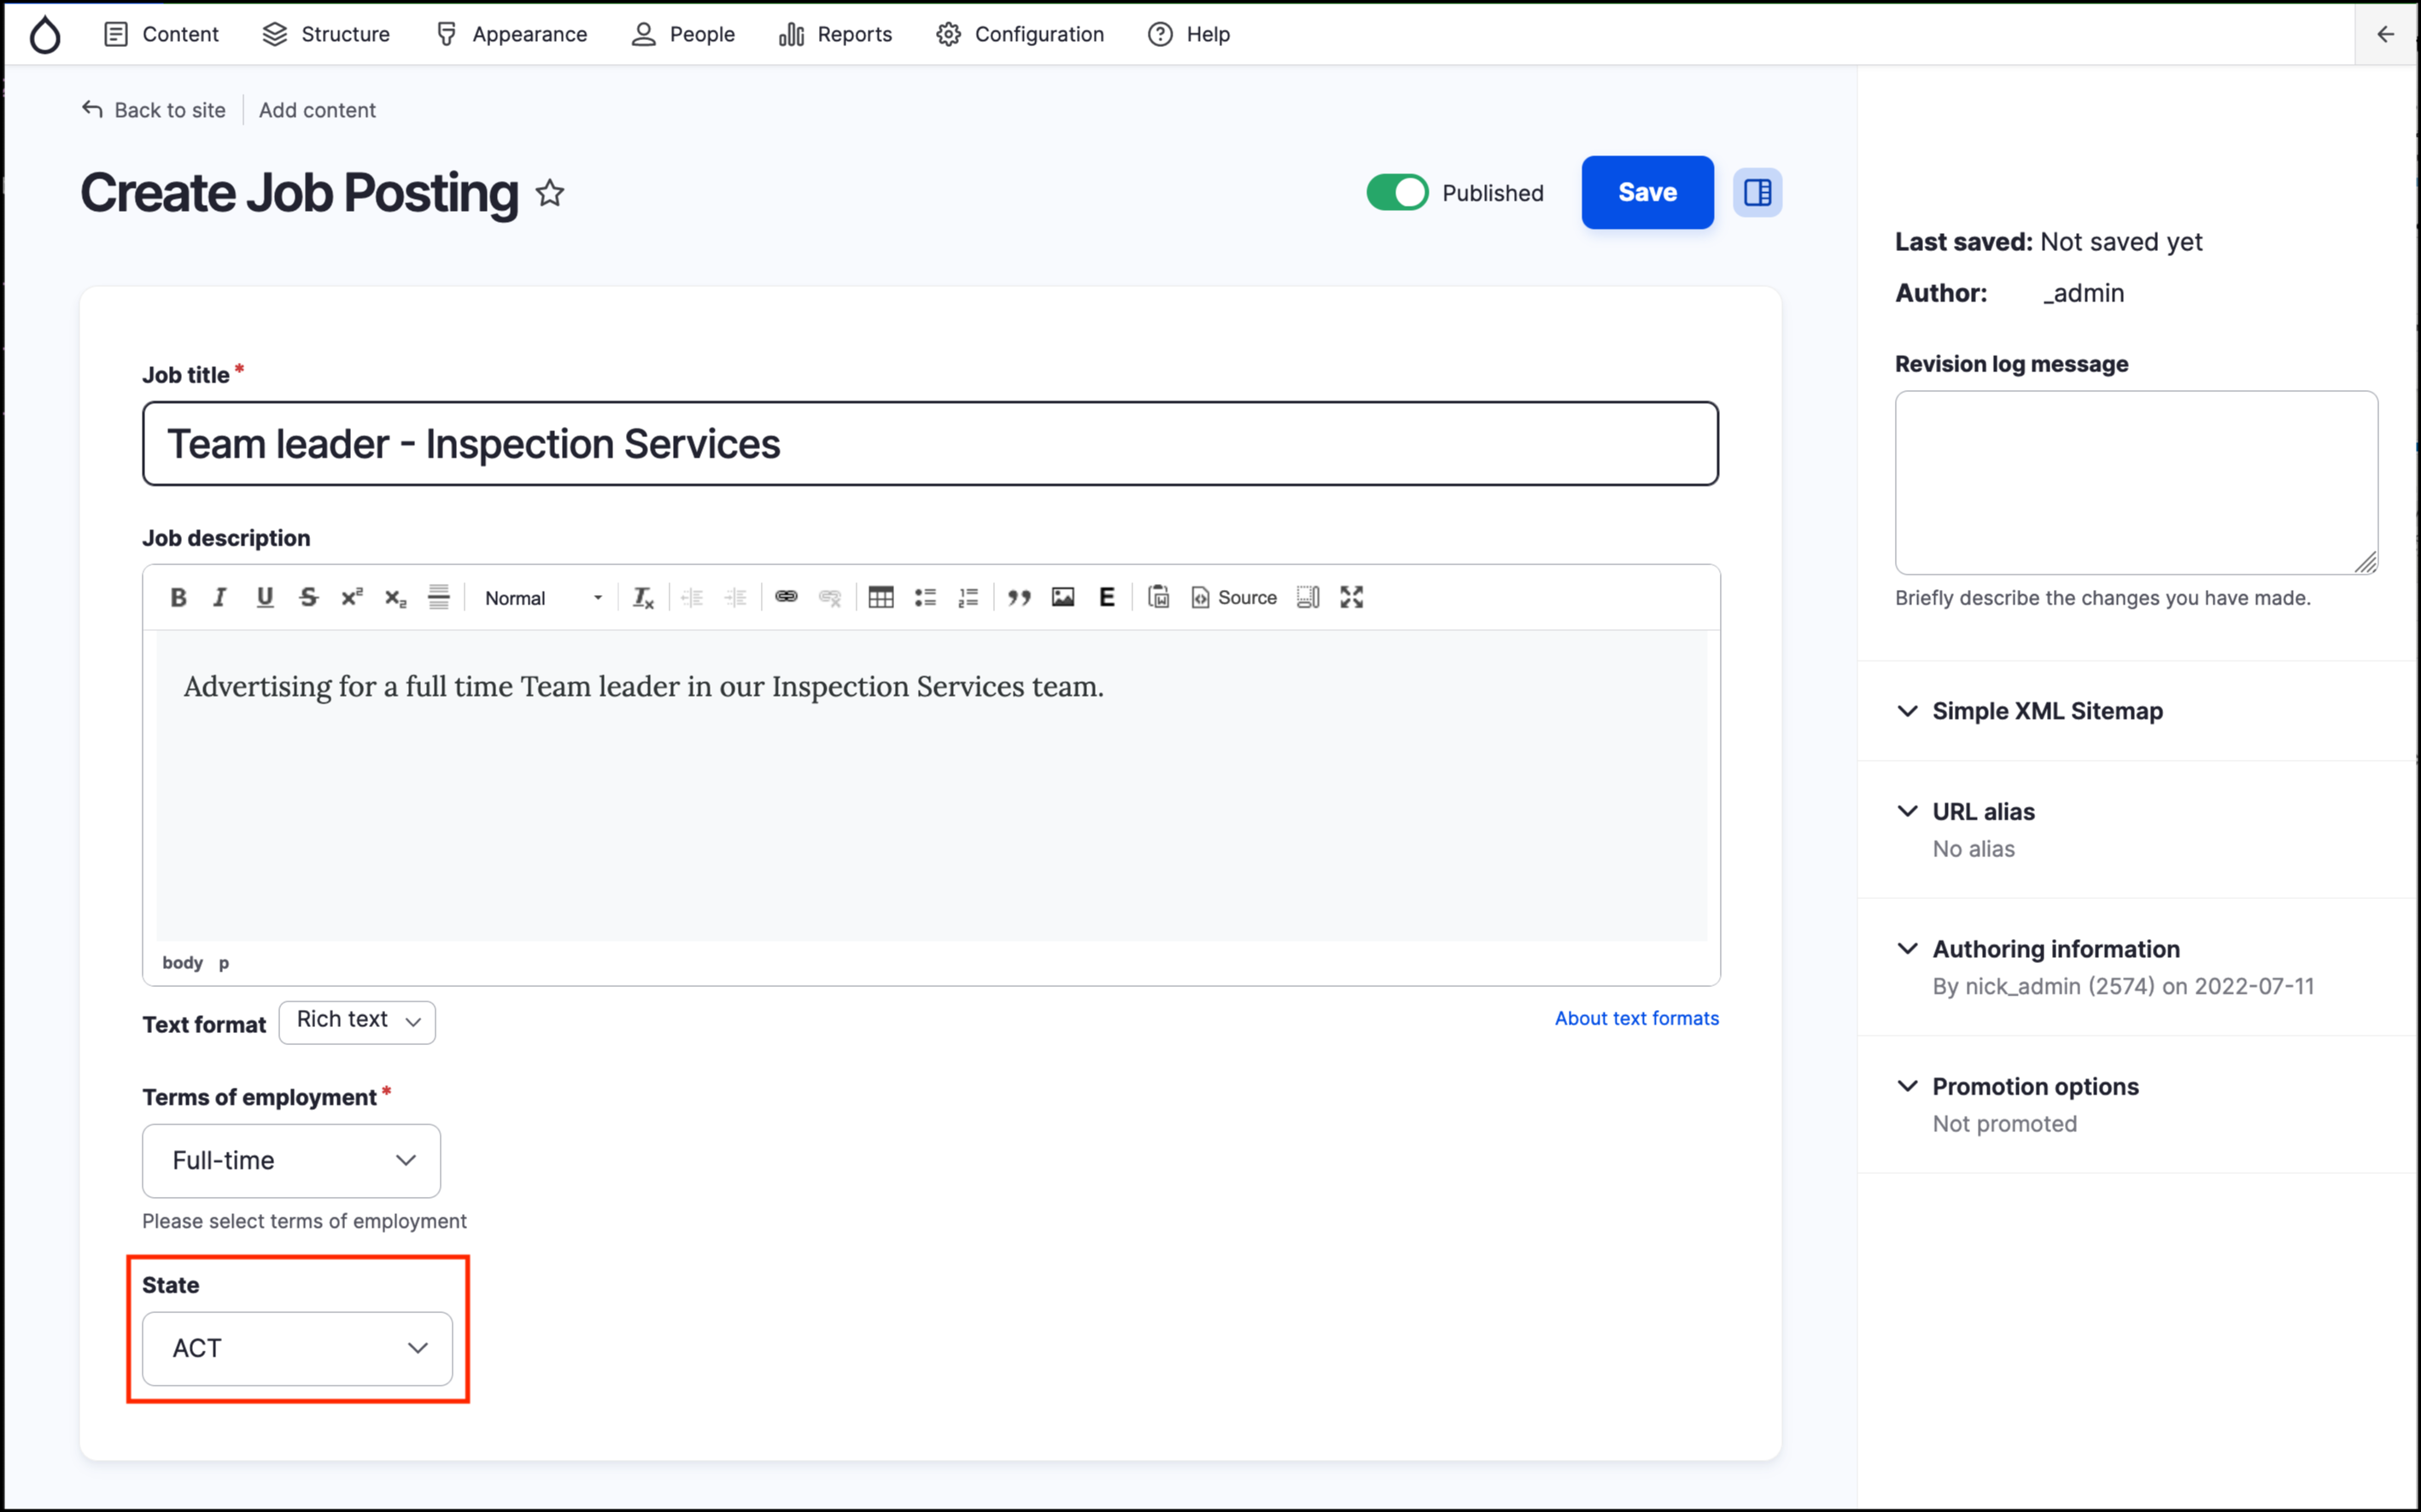 Content Structure Appearance People Reports Configuration Help
Back to site Add content
Create Job Posting
Published Save
Job title *
Team leader - Inspection Services
Job description
B I U S x² x₂ Normal Tx E Source
Advertising for a full time Team leader in our Inspection Services team.
body p
Text format Rich text
About text formats
Terms of employment *
Full-time
Please select terms of employment
State
ACT
Last saved: Not saved yet
Author: _admin
Revision log message
Briefly describe the changes you have made.
Simple XML Sitemap
URL alias
No alias
Authoring information
By nick_admin (2574) on 2022-07-11
Promotion options
Not promoted